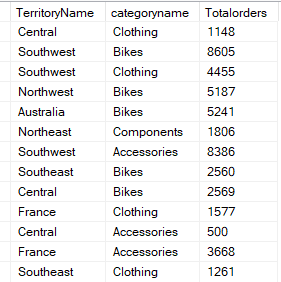 TerritoryName categoryname Totalorders
Central Clothing 1148
Southwest Bikes 8605
Southwest Clothing 4455
Northwest Bikes 5187
Australia Bikes 5241
Northeast Components 1806
Southwest Accessories 8386
Southeast Bikes 2560
Central Bikes 2569
France Clothing 1577
Central Accessories 500
France Accessories 3668
Southeast Clothing 1261